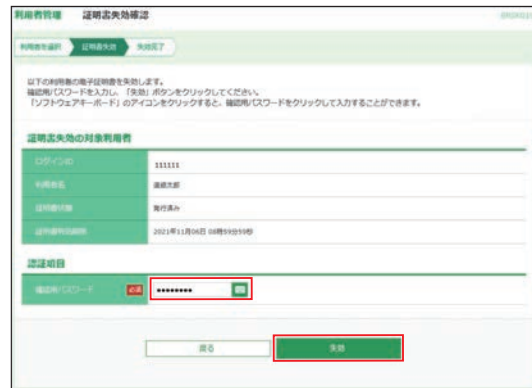 利用者管理 証明書失効確認
利用者を選択 証明書失効 失効完了
以下の利用者の電子証明書を失効します。
確認用パスワードを入力し、「失効」ボタンをクリックしてください。
「ソフトウェアキーボード」のアイコンをクリックすると、確認用パスワードをクリックして入力することができます。
証明書失効の対象利用者
ログインID 111111
利用者名
証明書状態 発行済み
証明書有効期限 2021年11月06日 08時59分59秒
認証項目
確認用パスワード 必須 ●●●●●●●●
戻る 失効